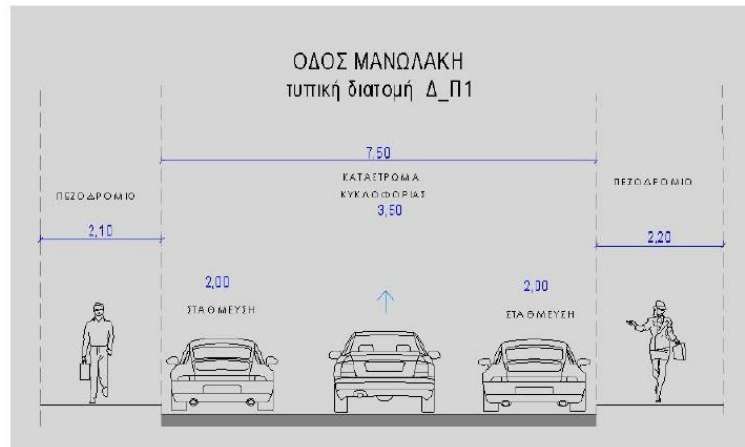 ΟΔΟΣ ΜΑΝΩΛΑΚΗ
τυπική διατομή Δ_Π1
7,50
ΚΑΤΑΣΤΡΩΜΑ
ΚΥΚΛΟΦΟΡΙΑΣ
3,50
ΠΕΖΟΔΡΟΜΙΟ
2,10
ΠΕΖΟΔΡΟΜΙΟ
2,20
2,00
ΣΤΑΘΜΕΥΣΗ
2,00
ΣΤΑΘΜΕΥΣΗ